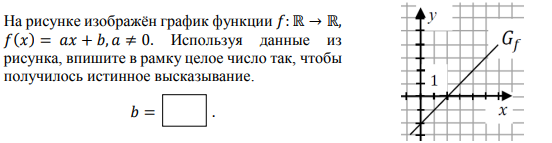 На рисунке изображён график функции f: ℝ → ℝ,
f(x) = ax + b, a ≠ 0. Используя данные из
рисунка, впишите в рамку целое число так, чтобы
получилось истинное высказывание.
b = .
y
G_f
1
x